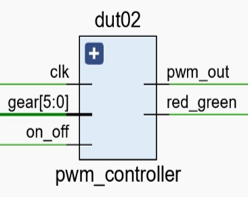 dut02
clk
gear[5:0]
on_off
pwm_out
red_green
pwm_controller